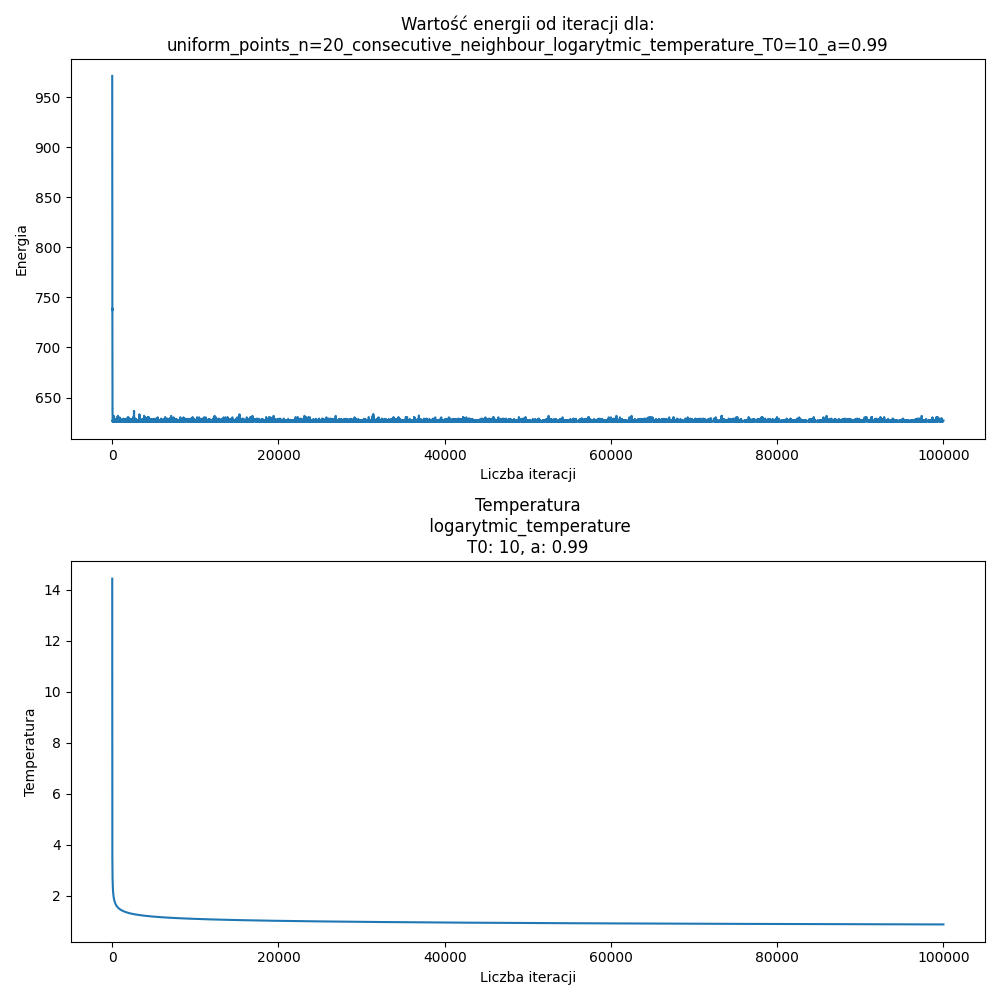 Wartość energii od iteracji dla:
uniform_points_n=20_consecutive_neighbour_logarytmic_temperature_T0=10_a=0.99
950
900
850
800
750
700
650
Energia
0 20000 40000 60000 80000 100000
Liczba iteracji
Temperatura
logarytmic_temperature
T0: 10, a: 0.99
14
12
10
8
6
4
2
Temperatura
0 20000 40000 60000 80000 100000
Liczba iteracji